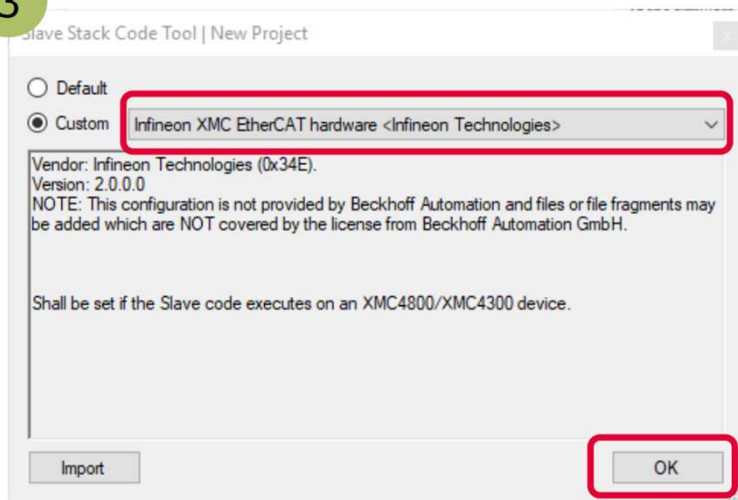 3
Slave Stack Code Tool | New Project
Default
Custom
Infineon XMC EtherCAT hardware <Infineon Technologies>
Vendor: Infineon Technologies (0x34E).
Version: 2.0.0.0
NOTE: This configuration is not provided by Beckhoff Automation and files or file fragments may
be added which are NOT covered by the license from Beckhoff Automation GmbH.
Shall be set if the Slave code executes on an XMC4800/XMC4300 device.
Import
OK